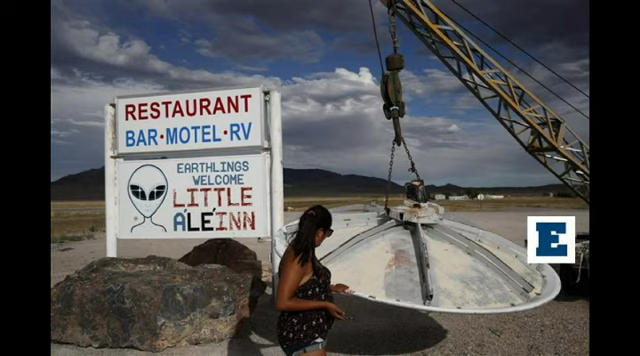 RESTAURANT
BAR·MOTEL·RV
EARTHLINGS
WELCOME
LITTLE
A'LE'INN
E